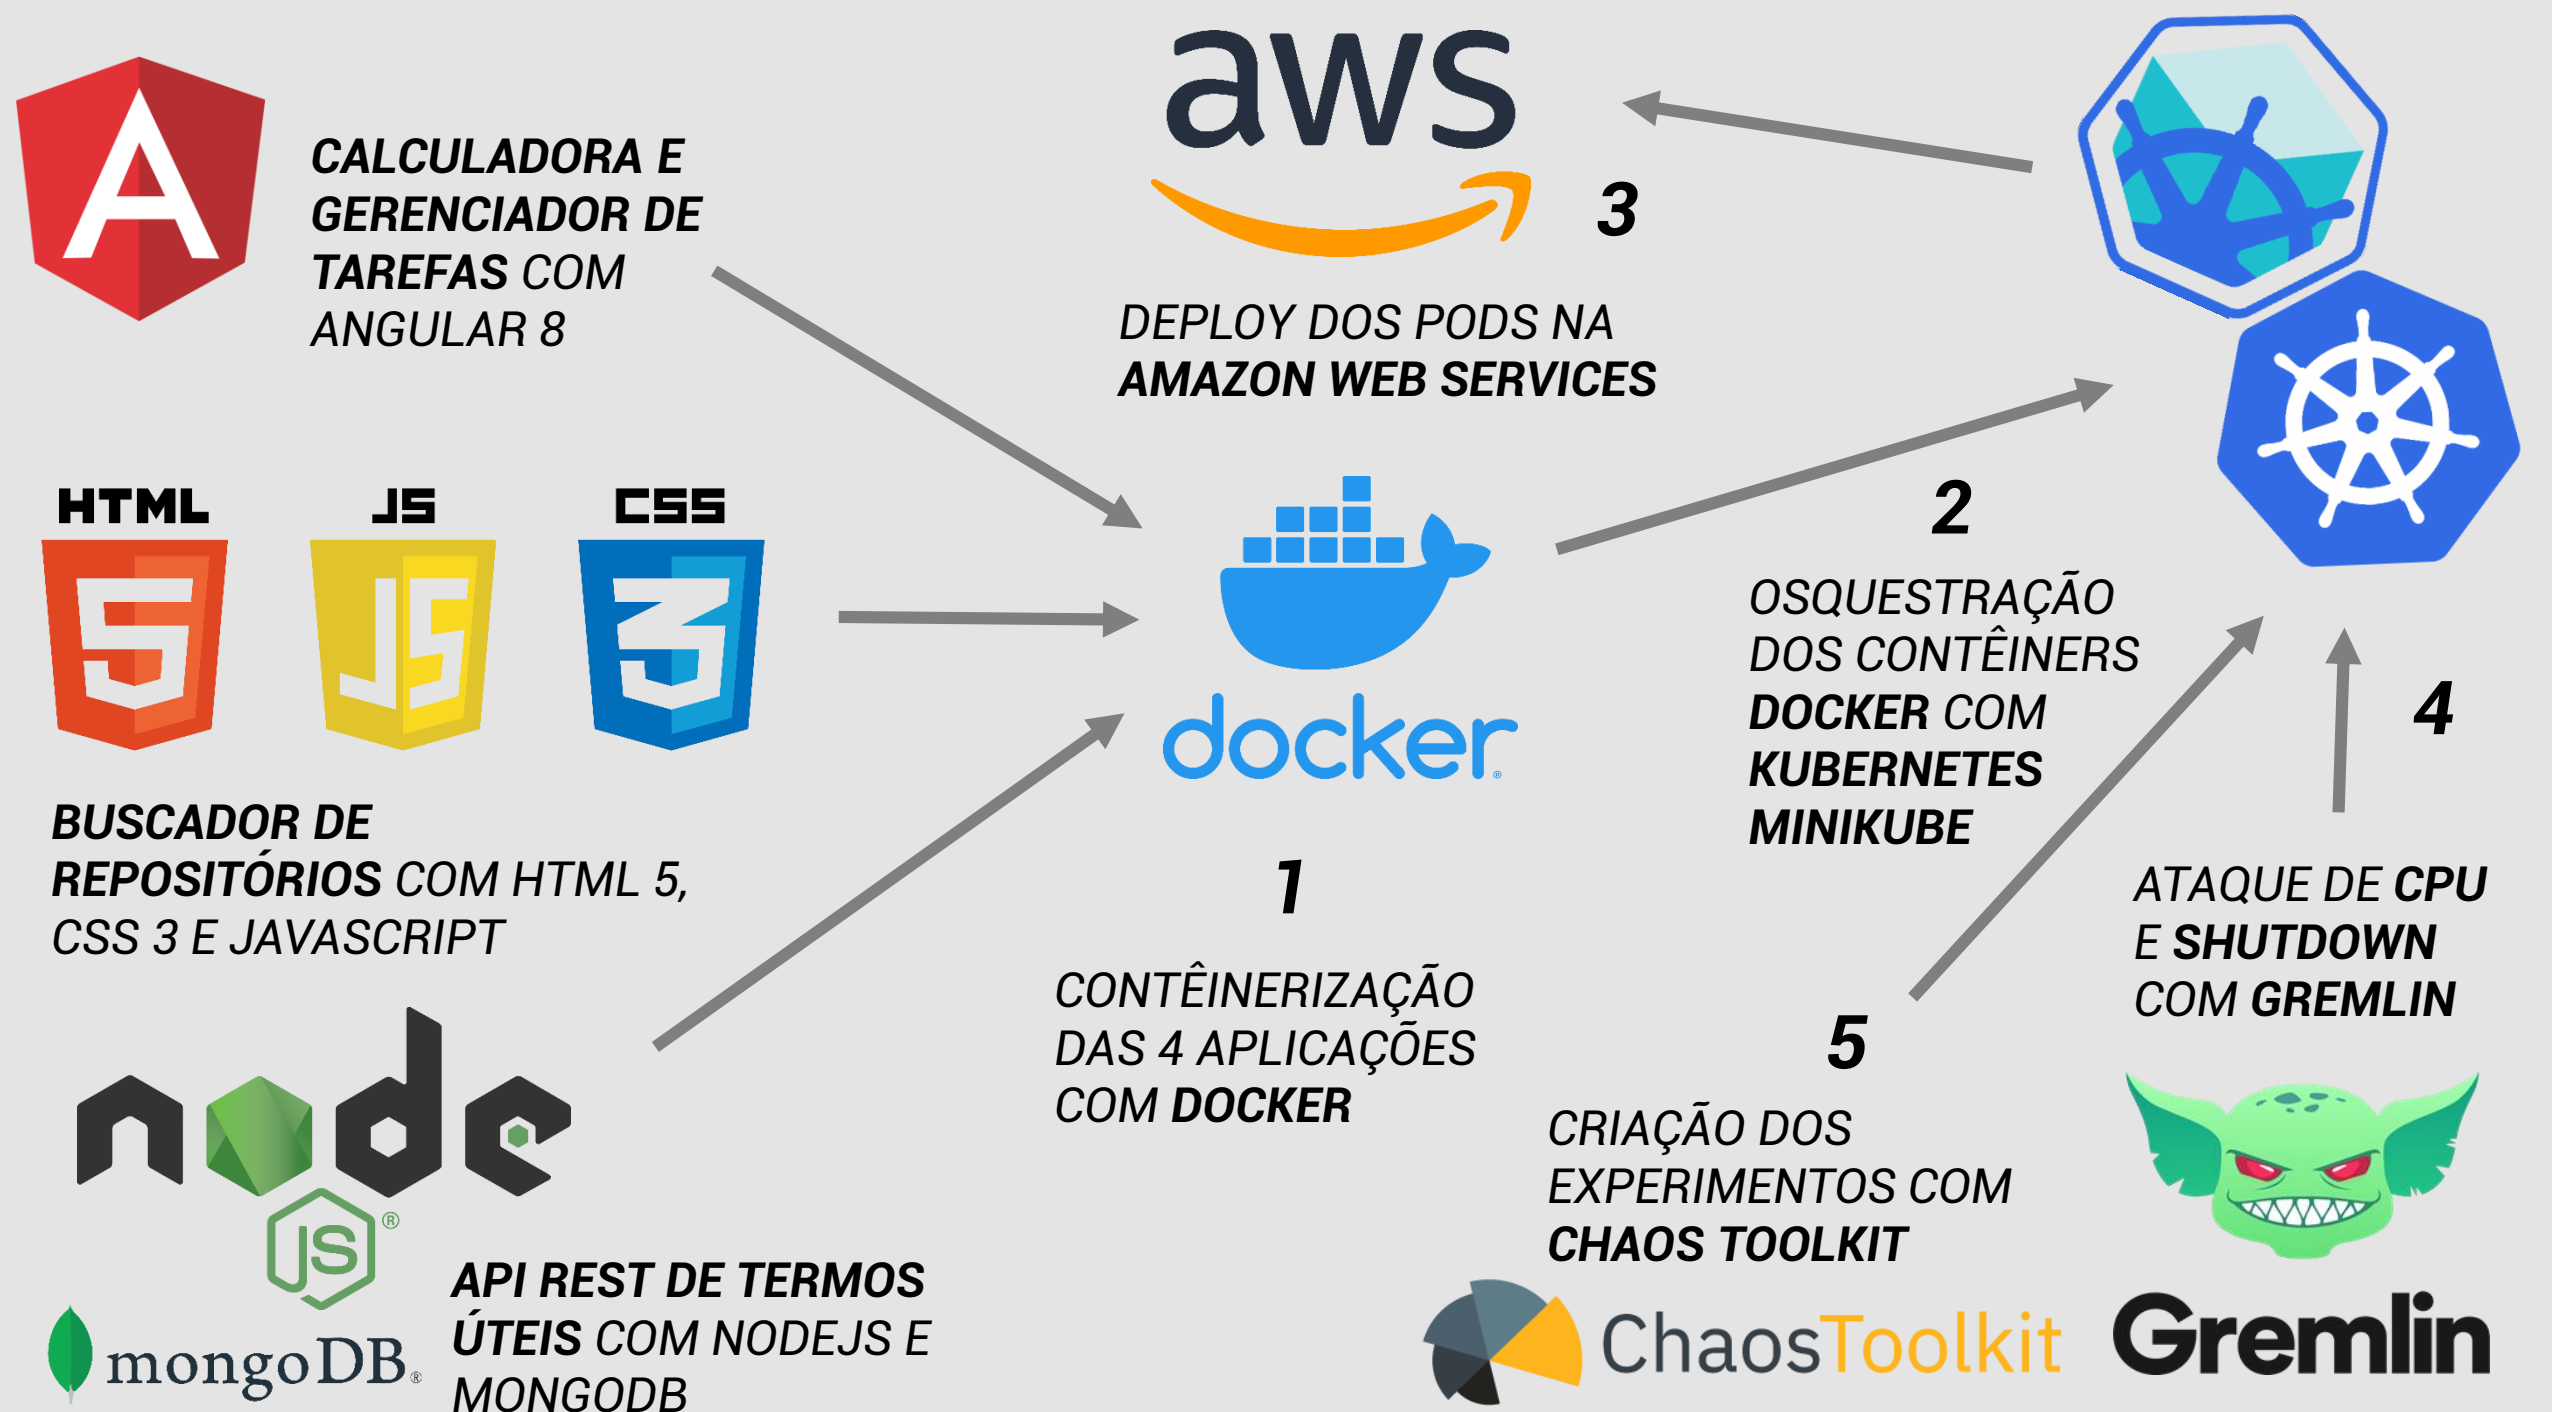 CALCULADORA E
GERENCIADOR DE
TAREFAS COM
ANGULAR 8
HTML
JS
CSS
5
JS
3
BUSCADOR DE
REPOSITÓRIOS COM HTML 5,
CSS 3 E JAVASCRIPT
node
JS®
mongoDB®
API REST DE TERMOS
ÚTEIS COM NODEJS E
MONGODB
aws
3
DEPLOY DOS PODS NA
AMAZON WEB SERVICES
docker®
1
CONTÊINERIZAÇÃO
DAS 4 APLICAÇÕES
COM DOCKER
2
OSQUESTRAÇÃO
DOS CONTÊINERS
DOCKER COM
KUBERNETES
MINIKUBE
4
ATAQUE DE CPU
E SHUTDOWN
COM GREMLIN
Gremlin
5
CRIAÇÃO DOS
EXPERIMENTOS COM
CHAOS TOOLKIT
ChaosToolkit
A